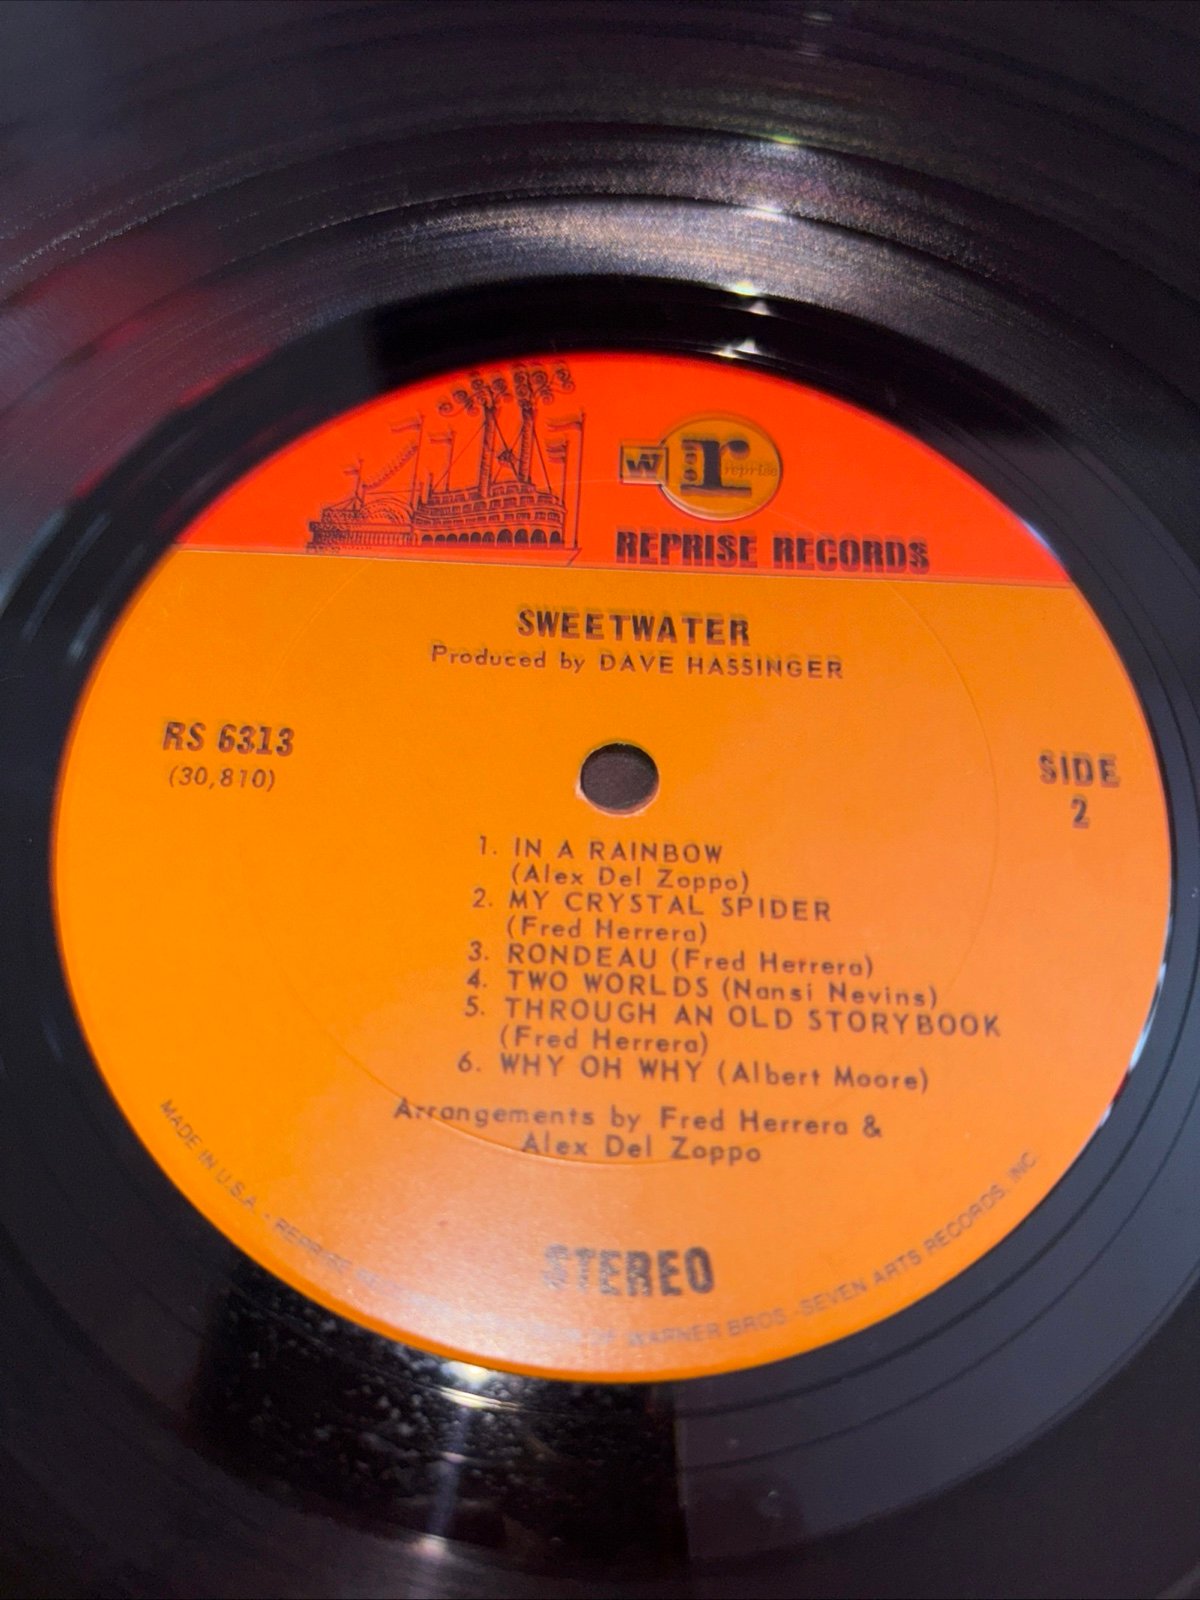 W
r
reprise
REPRISE RECORDS
SWEETWATER
Produced by DAVE HASSINGER
RS 6313
(30,810)
SIDE
2
1. IN A RAINBOW
(Alex Del Zoppo)
2. MY CRYSTAL SPIDER
(Fred Herrera)
3. RONDEAU (Fred Herrera)
4. TWO WORLDS (Nansi Nevins)
5. THROUGH AN OLD STORYBOOK
(Fred Herrera)
6. WHY OH WHY (Albert Moore)
Arrangements by Fred Herrera &
Alex Del Zoppo
STEREO
MADE IN U.S.A. • REPRISE OF WARNER BROS.-SEVEN ARTS RECORDS, INC.